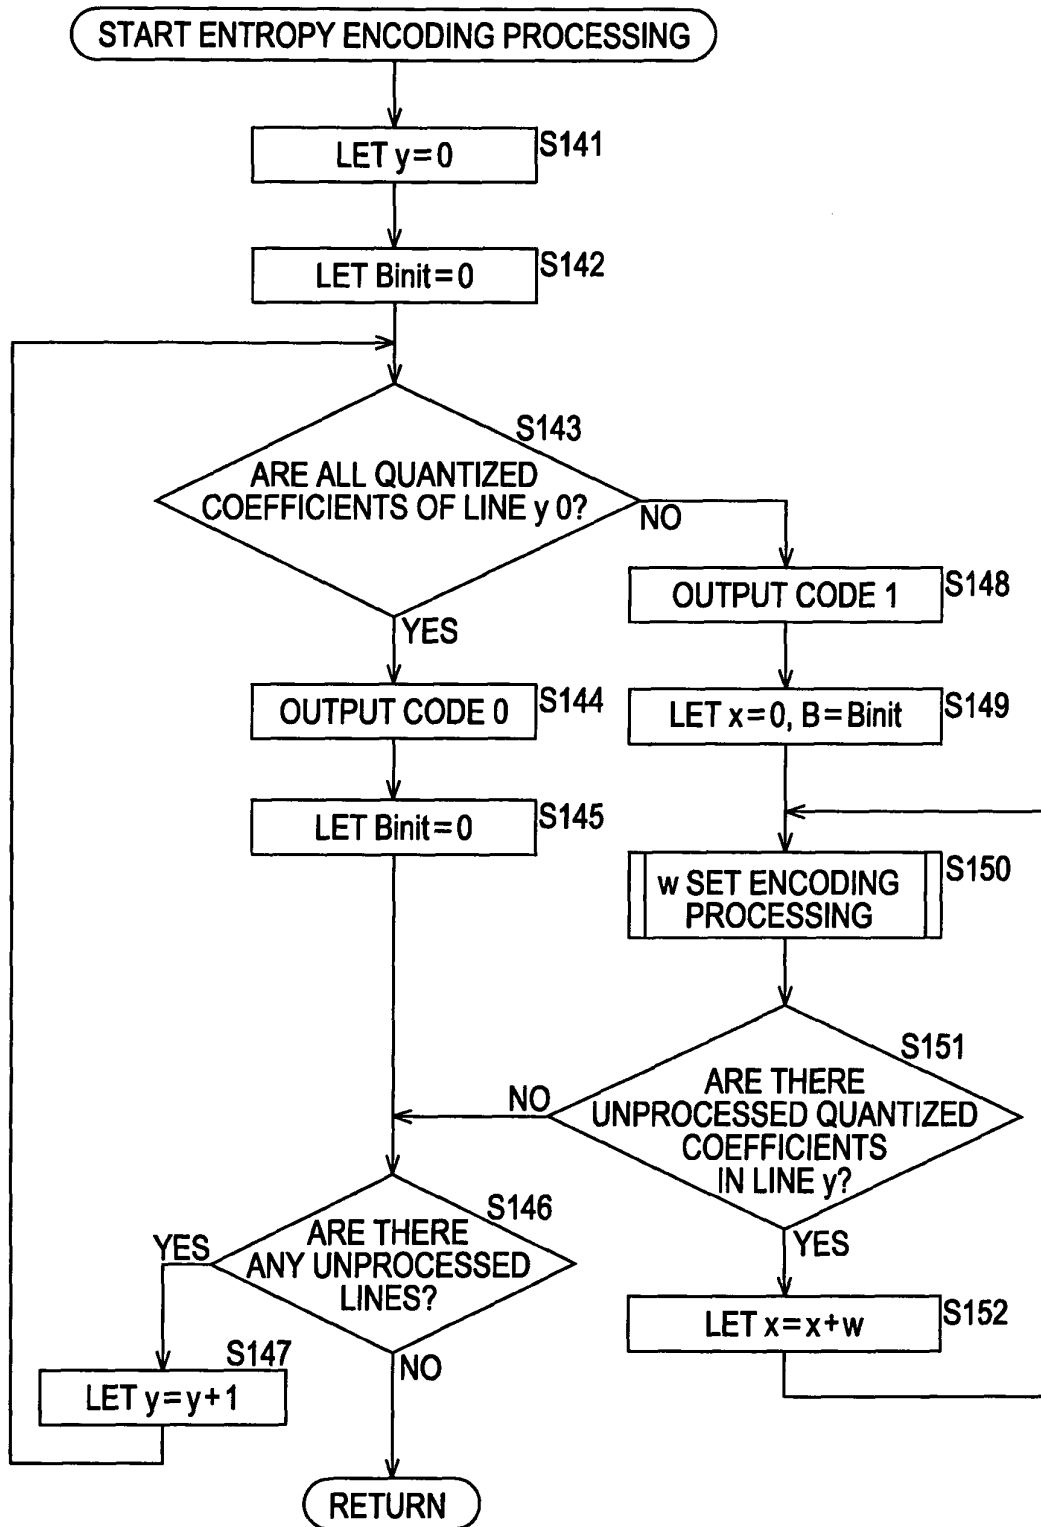 START ENTROPY ENCODING PROCESSING
S141
LET y=0
S142
LET Binit=0
S143
ARE ALL QUANTIZED
COEFFICIENTS OF LINE y 0?
NO
YES
S148
OUTPUT CODE 1
S144
OUTPUT CODE 0
S149
LET x=0, B=Binit
S145
LET Binit=0
S150
w SET ENCODING
PROCESSING
S151
ARE THERE
UNPROCESSED QUANTIZED
COEFFICIENTS
IN LINE y?
NO
YES
S146
ARE THERE
ANY UNPROCESSED
LINES?
YES
NO
S152
LET x=x+w
S147
LET y=y+1
RETURN